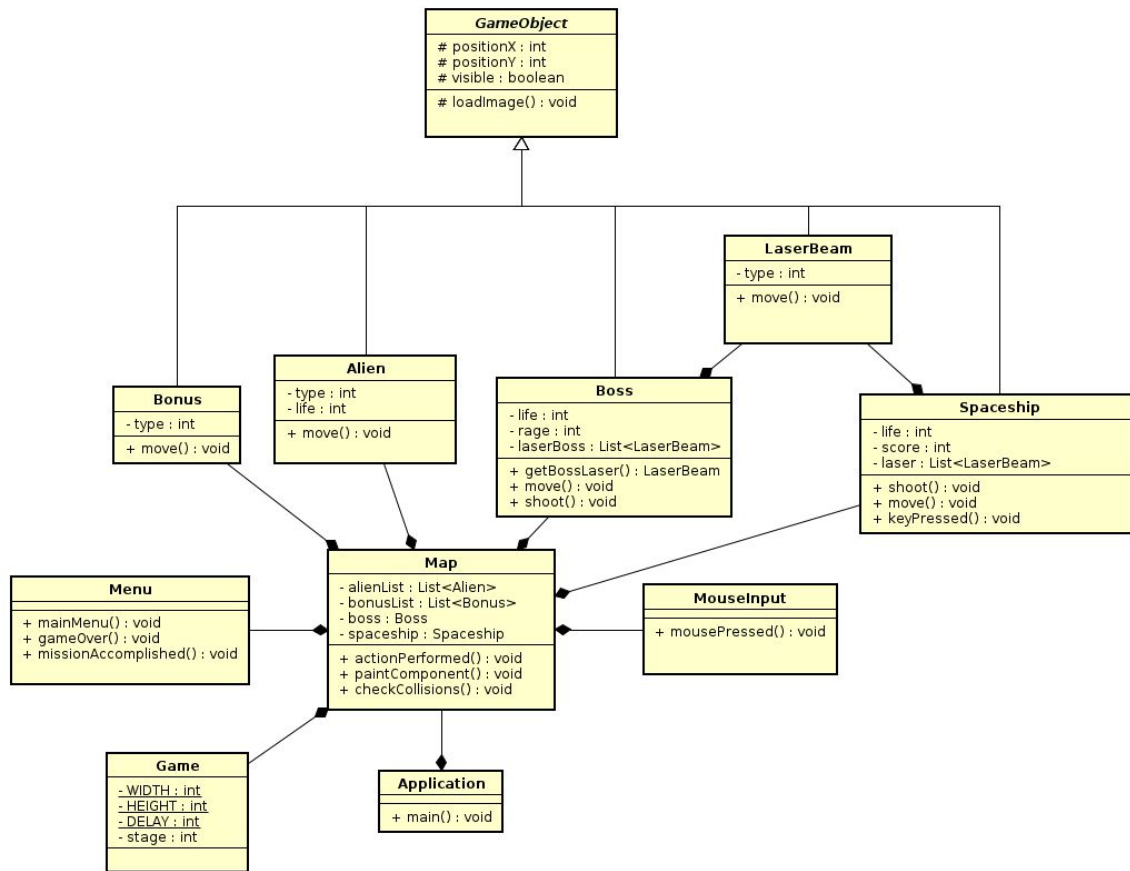 GameObject
# positionX : int
# positionY : int
# visible : boolean
# loadImage() : void
LaserBeam
- type : int
+ move() : void
Bonus
- type : int
+ move() : void
Alien
- type : int
- life : int
+ move() : void
Boss
- life : int
- rage : int
- laserBoss : List<LaserBeam>
+ getBossLaser() : LaserBeam
+ move() : void
+ shoot() : void
Spaceship
- life : int
- score : int
- laser : List<LaserBeam>
+ shoot() : void
+ move() : void
+ keyPressed() : void
Menu
+ mainMenu() : void
+ gameOver() : void
+ missionAccomplished() : void
Map
- alienList : List<Alien>
- bonusList : List<Bonus>
- boss : Boss
- spaceship : Spaceship
+ actionPerformed() : void
+ paintComponent() : void
+ checkCollisions() : void
MouseInput
+ mousePressed() : void
Game
- WIDTH : int
- HEIGHT : int
- DELAY : int
- stage : int
Application
+ main() : void